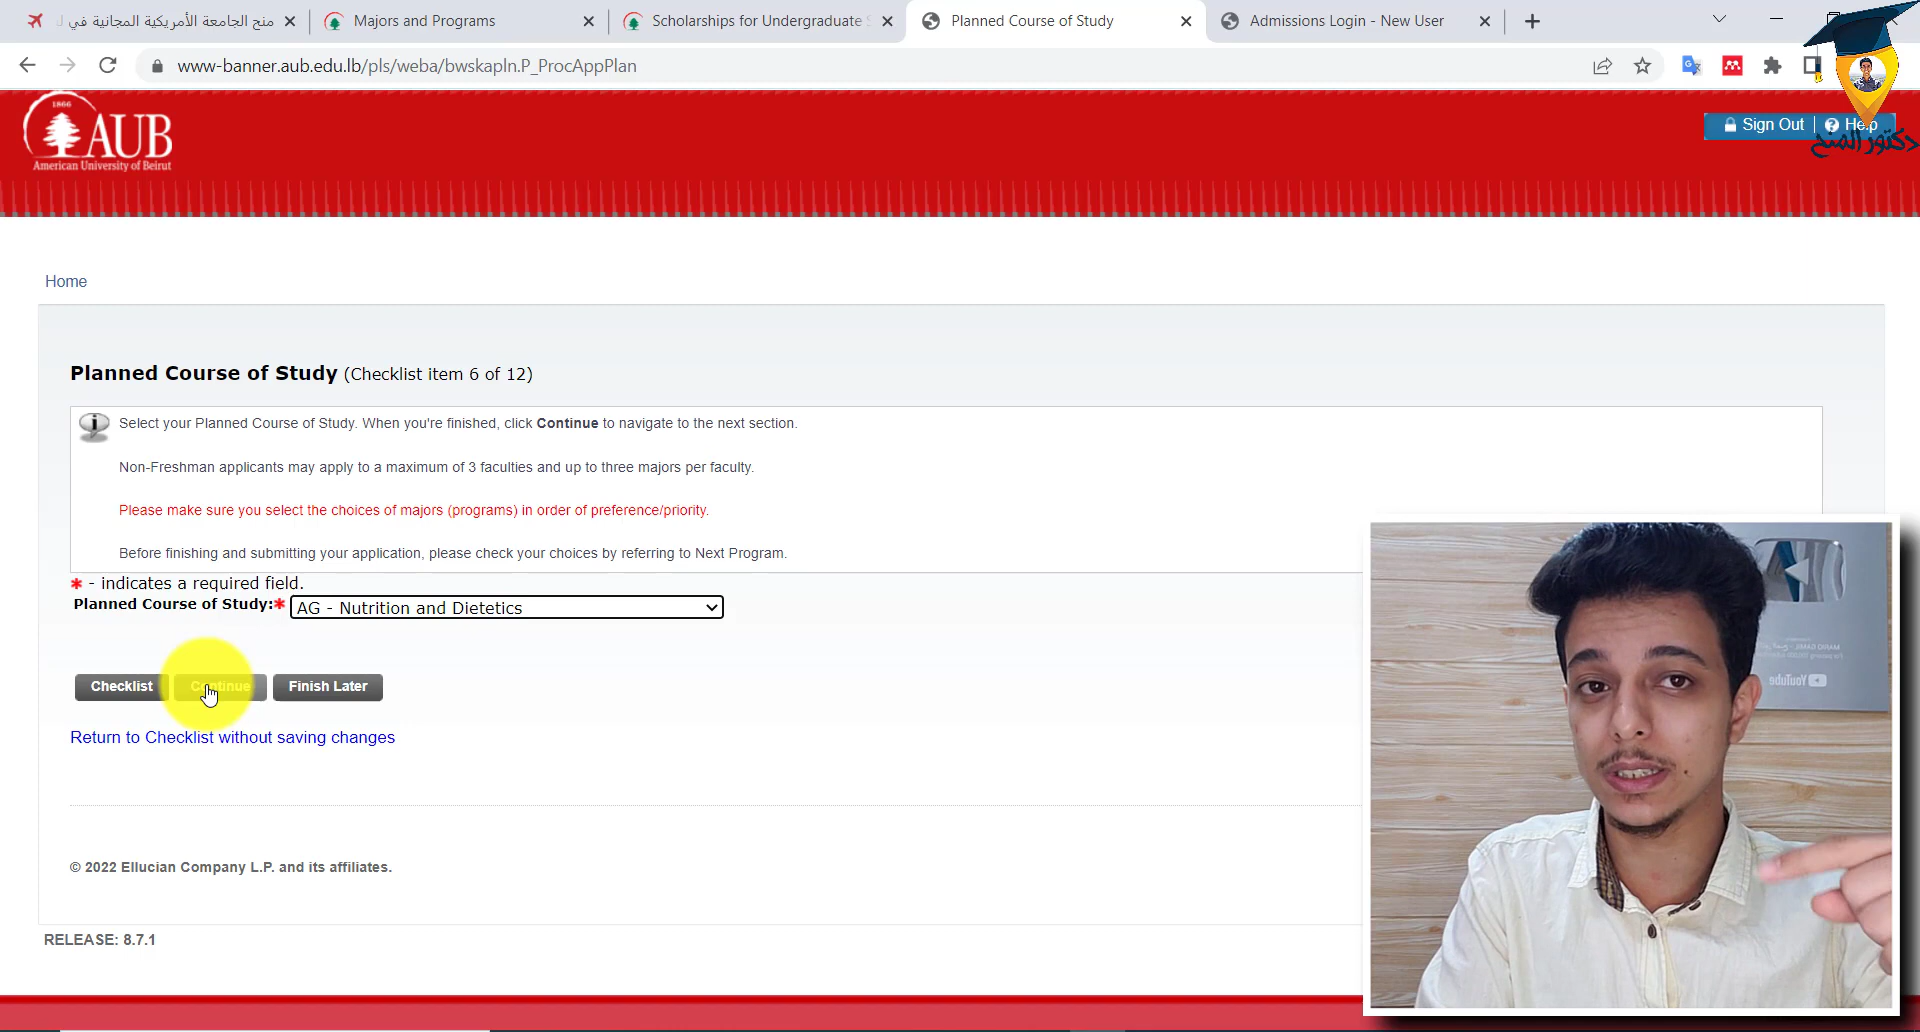 منح الجامعة الأمريكية المجانية في ل
Majors and Programs
Scholarships for Undergraduate S
Planned Course of Study
Admissions Login - New User
www-banner.aub.edu.lb/pls/weba/bwskapln.P_ProcAppPlan
1866
AUB
American University of Beirut
Sign Out
Help
دكتور المنح
Home
Planned Course of Study (Checklist item 6 of 12)
Select your Planned Course of Study. When you're finished, click Continue to navigate to the next section.
Non-Freshman applicants may apply to a maximum of 3 faculties and up to three majors per faculty.
Please make sure you select the choices of majors (programs) in order of preference/priority.
Before finishing and submitting your application, please check your choices by referring to Next Program.
* - indicates a required field.
Planned Course of Study:* AG - Nutrition and Dietetics
Checklist
Continue
Finish Later
Return to Checklist without saving changes
© 2022 Ellucian Company L.P. and its affiliates.
RELEASE: 8.7.1
YouTube